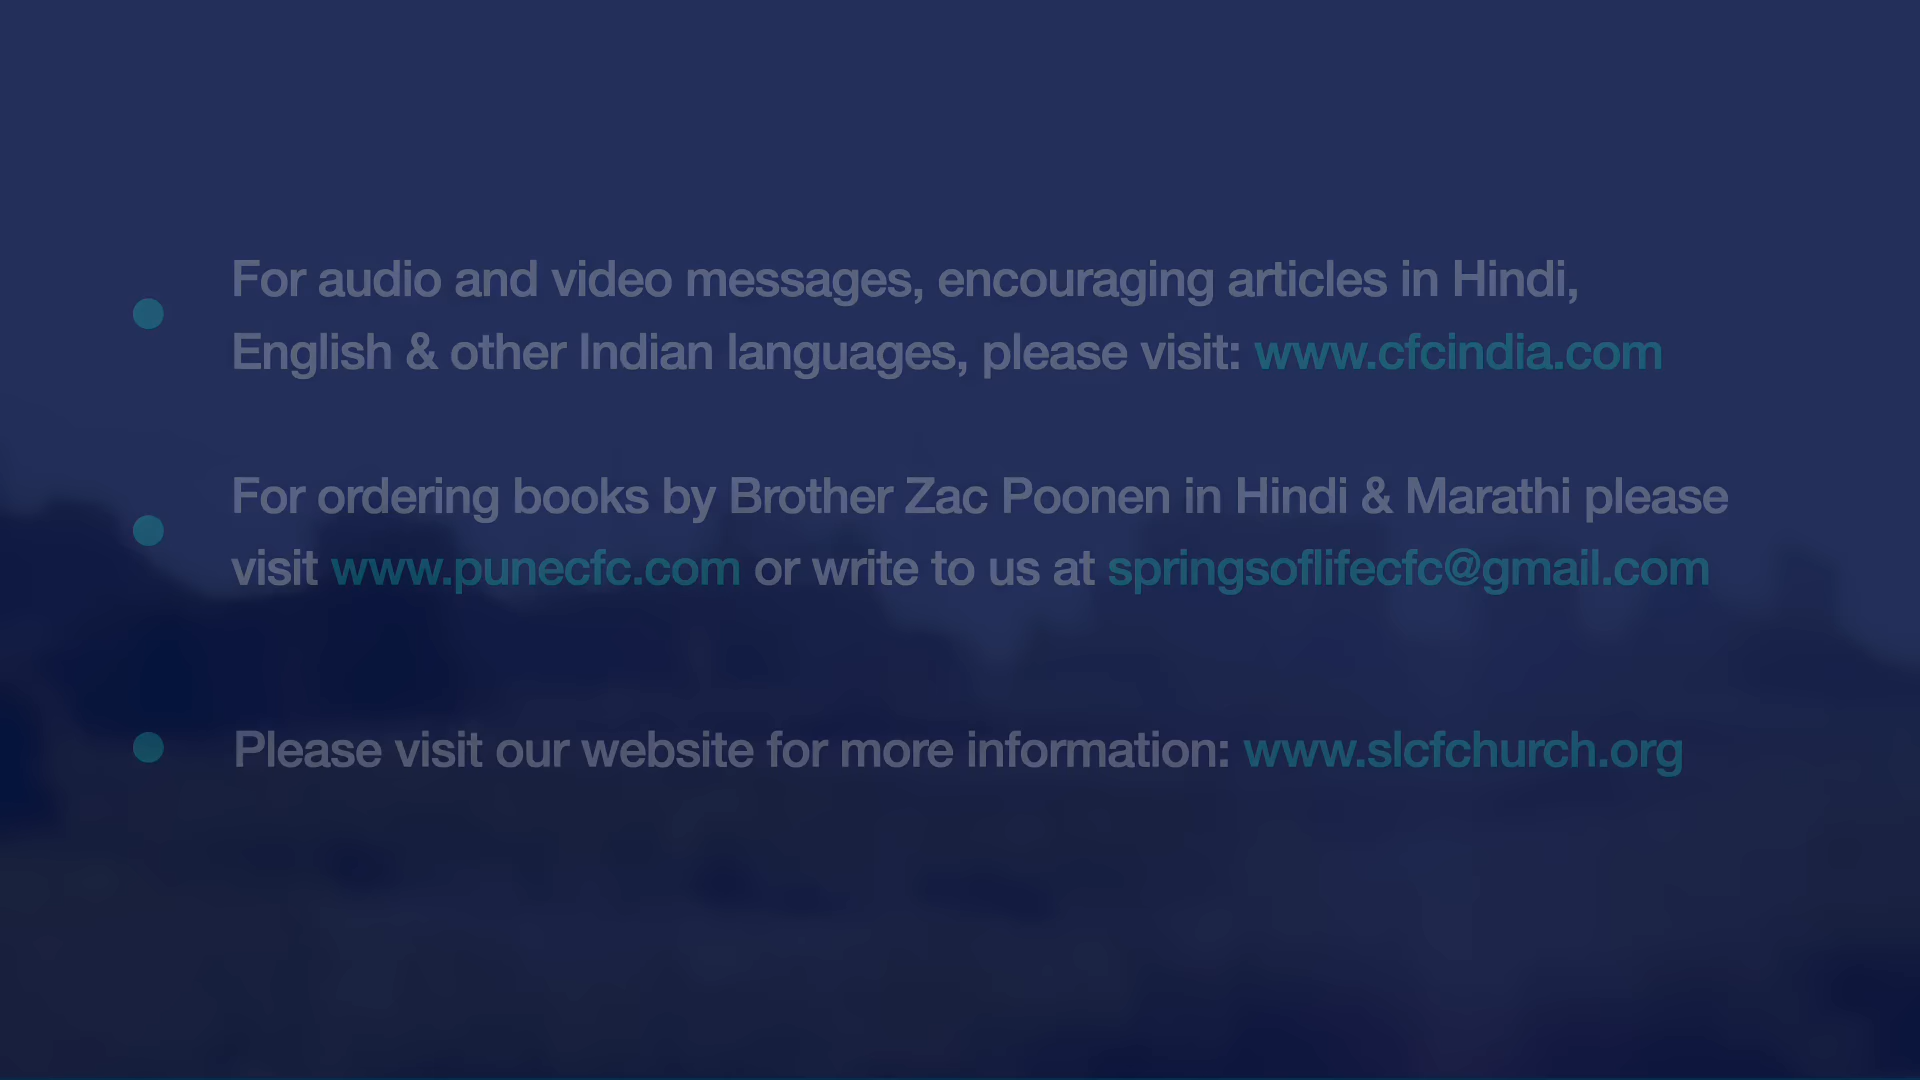 For audio and video messages, encouraging articles in Hindi,
English & other Indian languages, please visit: www.cfcindia.com
For ordering books by Brother Zac Poonen in Hindi & Marathi please
visit www.punecfc.com or write to us at springsoflifecfc@gmail.com
Please visit our website for more information: www.slcfchurch.org